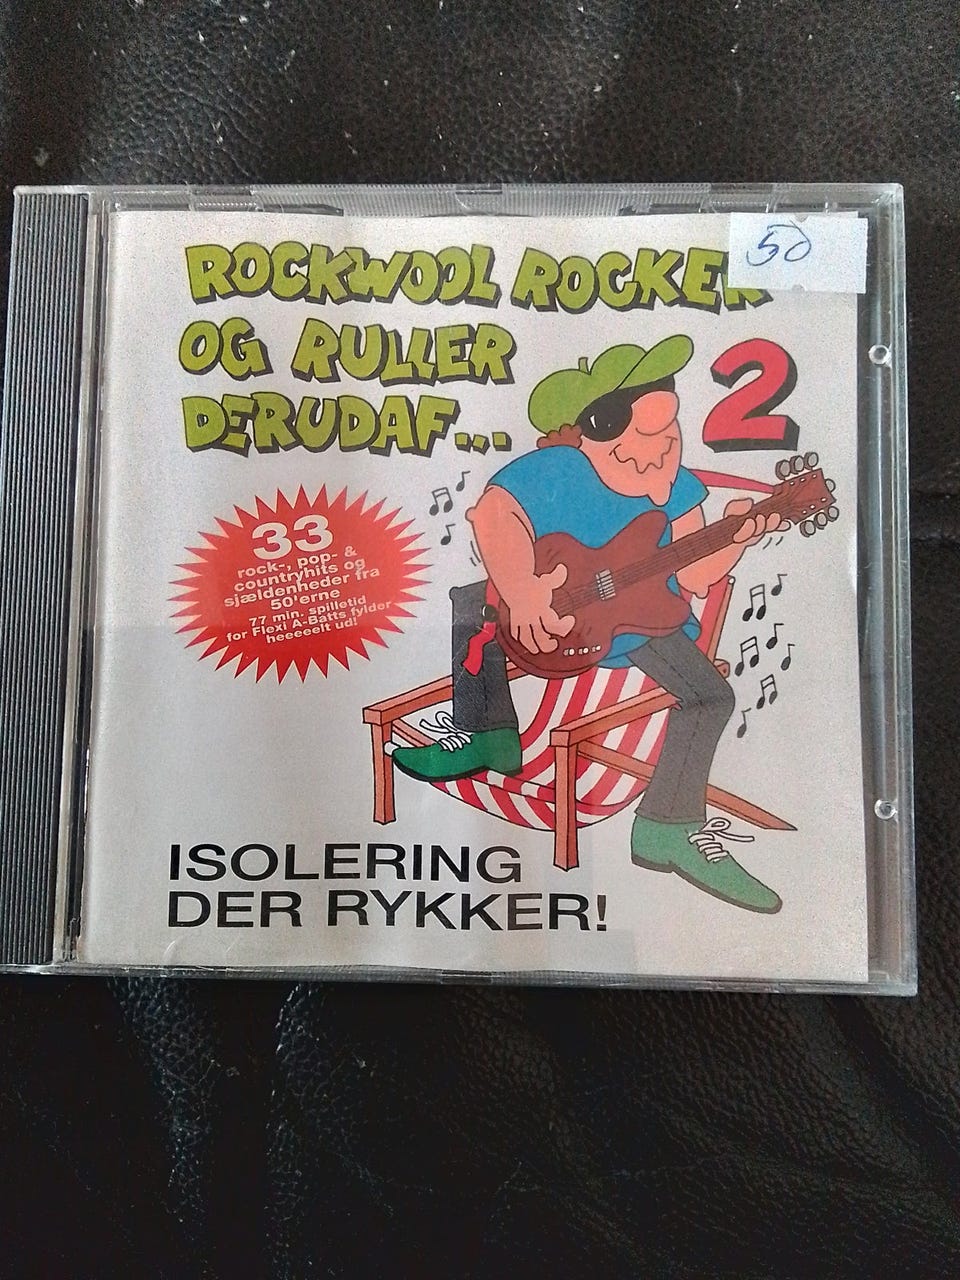 ROCKWOOL ROCKER
50
OG RULLER
DERUDAF...
2
33
rock-, pop- &
countryhits og
sjældenheder fra
50'erne
77 min. spilletid
for Flexi A-Batts fylder
heeeeelt ud!
ISOLERING
DER RYKKER!